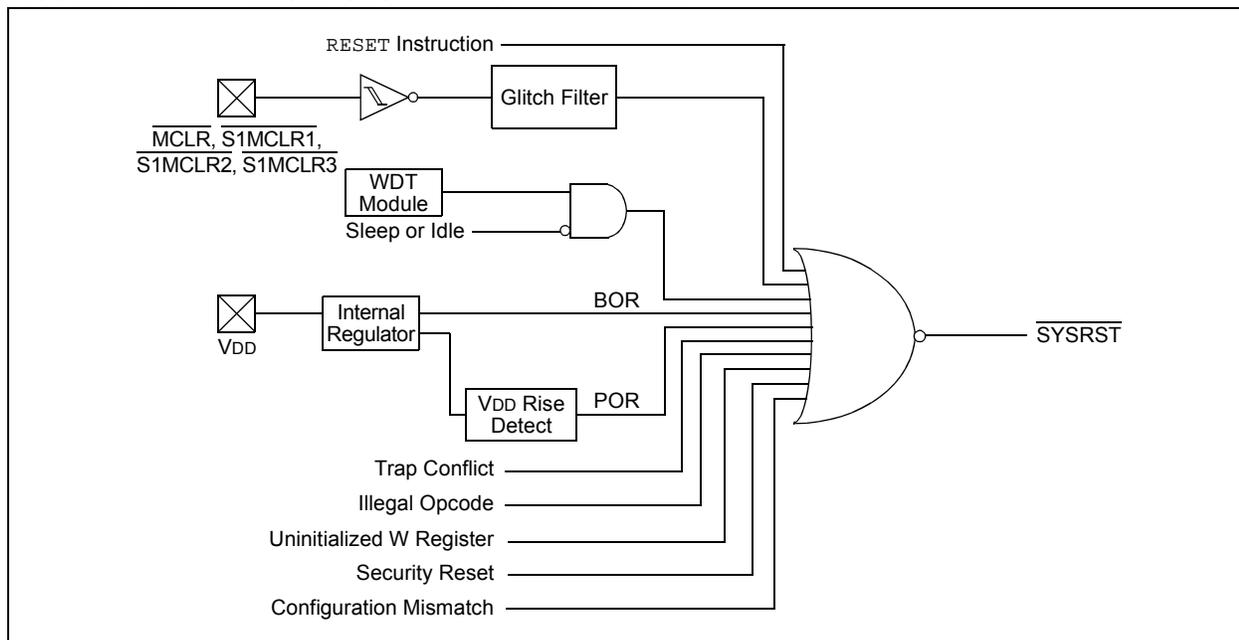 RESET Instruction
Glitch Filter
MCLR, S1MCLR1,
S1MCLR2, S1MCLR3
WDT
Module
Sleep or Idle
BOR
Internal
Regulator
VDD
SYSRST
VDD Rise
Detect
POR
Trap Conflict
Illegal Opcode
Uninitialized W Register
Security Reset
Configuration Mismatch